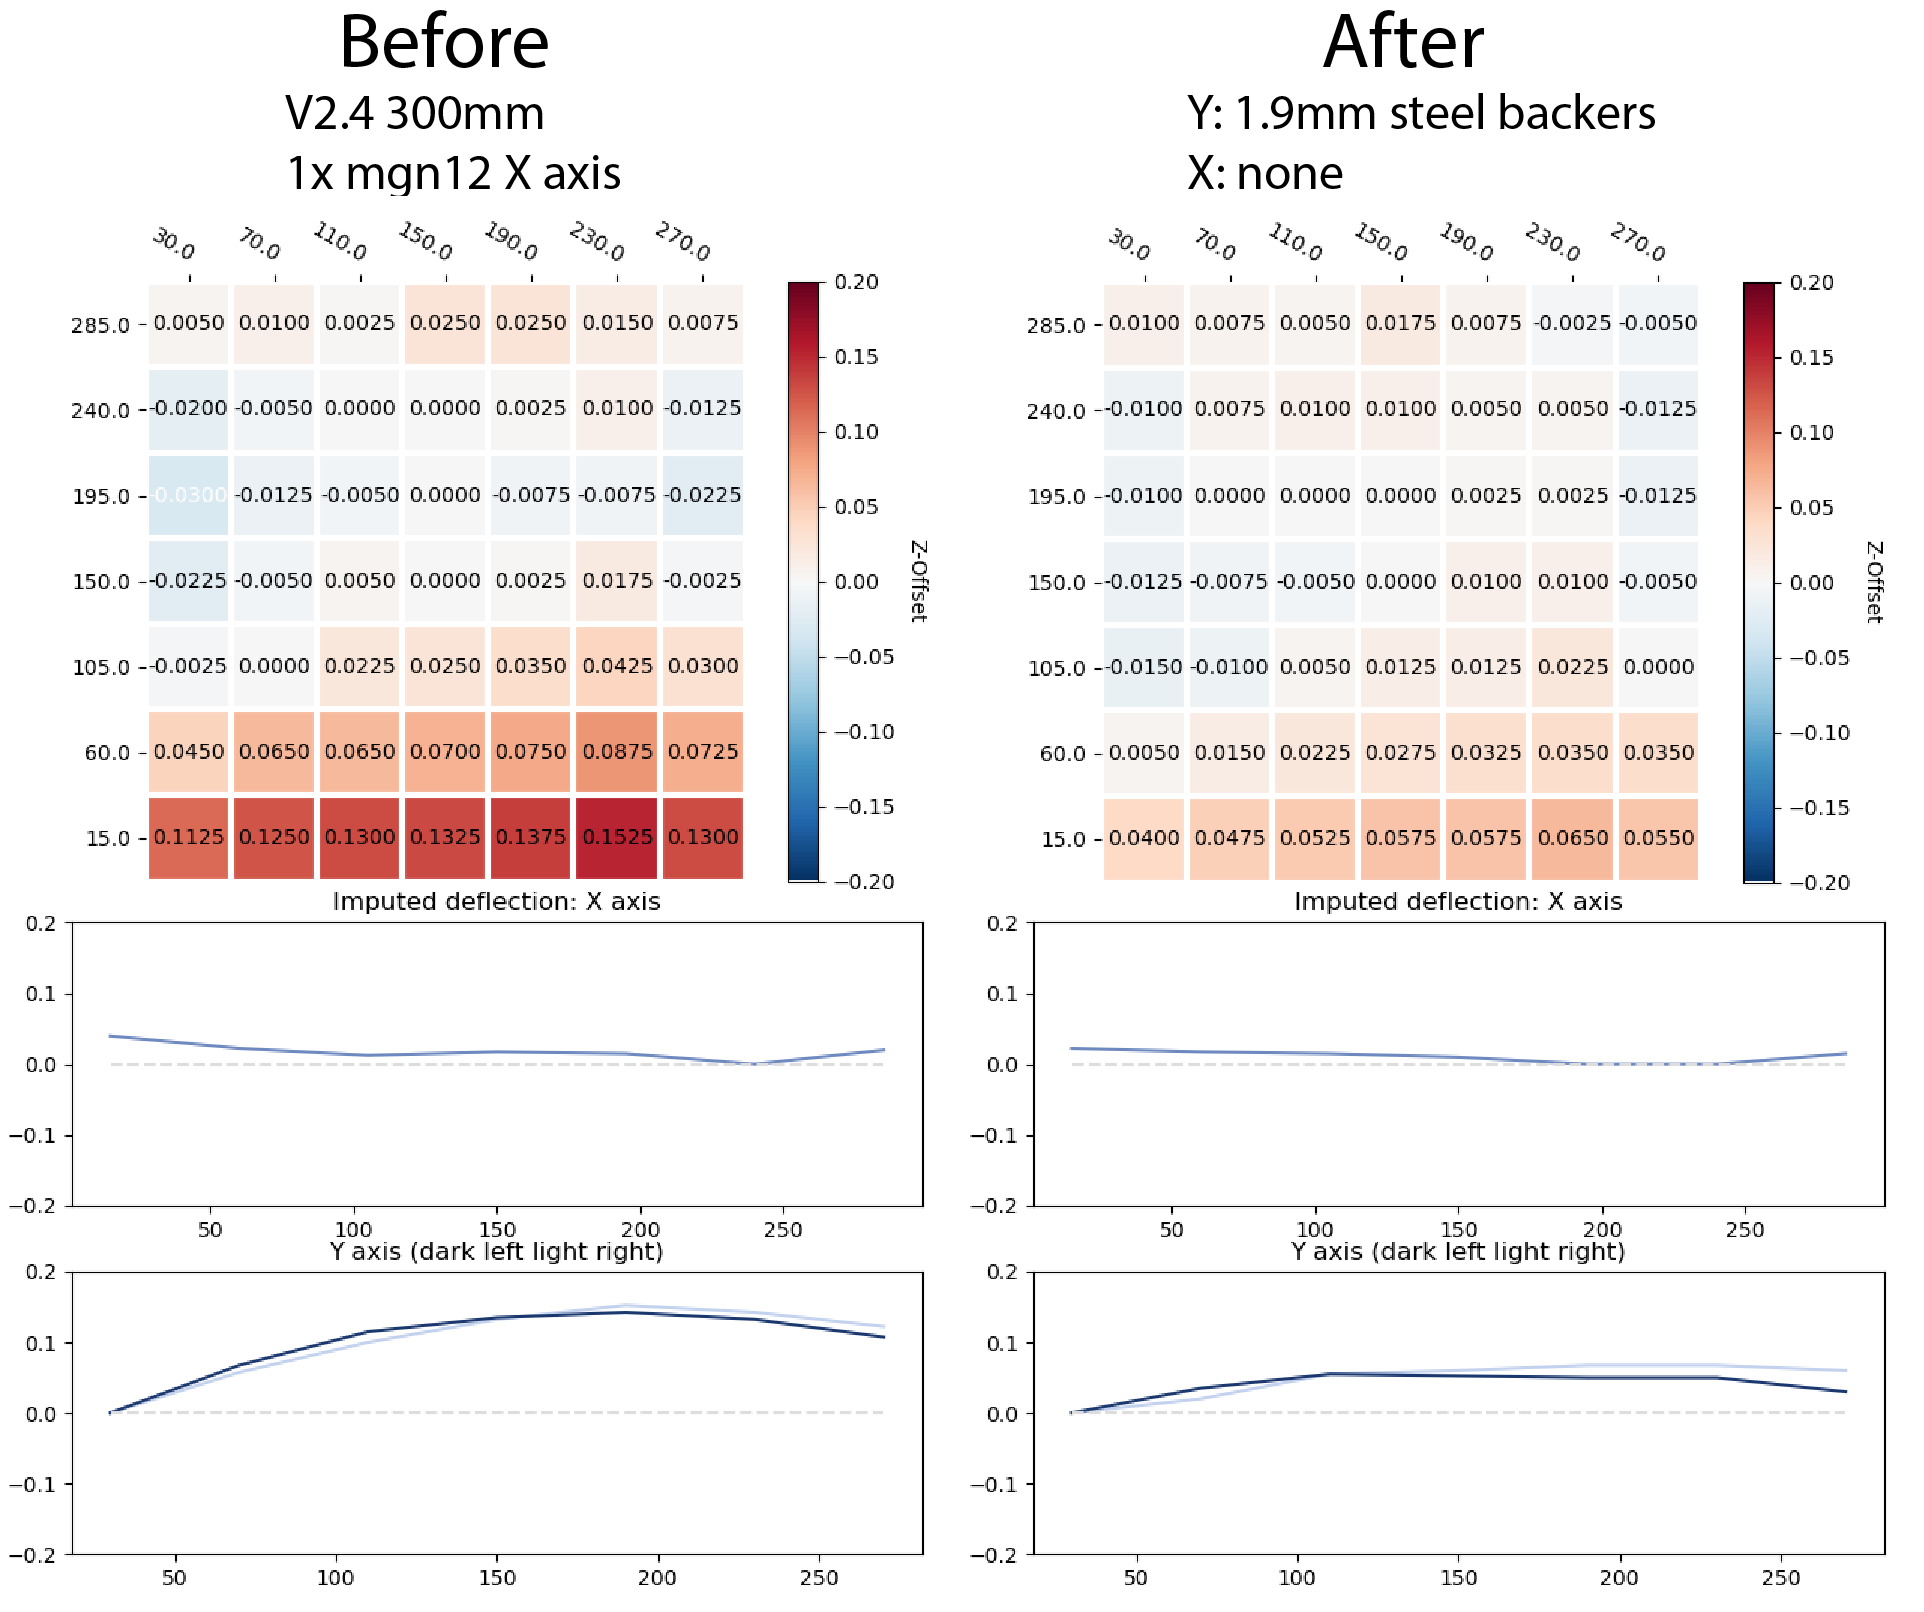 Before
V2.4 300mm
1x mgn12 X axis
30.0 70.0 110.0 150.0 190.0 230.0 270.0
285.0 0.0050 0.0100 0.0025 0.0250 0.0250 0.0150 0.0075
240.0 -0.0200 -0.0050 0.0000 0.0000 0.0025 0.0100 -0.0125
195.0 -0.0300 -0.0125 -0.0050 0.0000 -0.0075 -0.0075 -0.0225
150.0 -0.0225 -0.0050 0.0050 0.0000 0.0025 0.0175 -0.0025
105.0 -0.0025 0.0000 0.0225 0.0250 0.0350 0.0425 0.0300
60.0 0.0450 0.0650 0.0650 0.0700 0.0750 0.0875 0.0725
15.0 0.1125 0.1250 0.1300 0.1325 0.1375 0.1525 0.1300
0.20
0.15
0.10
0.05
0.00
−0.05
−0.10
−0.15
−0.20
Z-Offset
Imputed deflection: X axis
0.2
0.1
0.0
−0.1
−0.2
50 100 150 200 250
Y axis (dark left light right)
0.2
0.1
0.0
−0.1
−0.2
50 100 150 200 250
After
Y: 1.9mm steel backers
X: none
30.0 70.0 110.0 150.0 190.0 230.0 270.0
285.0 0.0100 0.0075 0.0050 0.0175 0.0075 -0.0025 -0.0050
240.0 -0.0100 0.0075 0.0100 0.0100 0.0050 0.0050 -0.0125
195.0 -0.0100 0.0000 0.0000 0.0000 0.0025 0.0025 -0.0125
150.0 -0.0125 -0.0075 -0.0050 0.0000 0.0100 0.0100 -0.0050
105.0 -0.0150 -0.0100 0.0050 0.0125 0.0125 0.0225 0.0000
60.0 0.0050 0.0150 0.0225 0.0275 0.0325 0.0350 0.0350
15.0 0.0400 0.0475 0.0525 0.0575 0.0575 0.0650 0.0550
0.20
0.15
0.10
0.05
0.00
−0.05
−0.10
−0.15
−0.20
Z-Offset
Imputed deflection: X axis
0.2
0.1
0.0
−0.1
−0.2
50 100 150 200 250
Y axis (dark left light right)
0.2
0.1
0.0
−0.1
−0.2
50 100 150 200 250